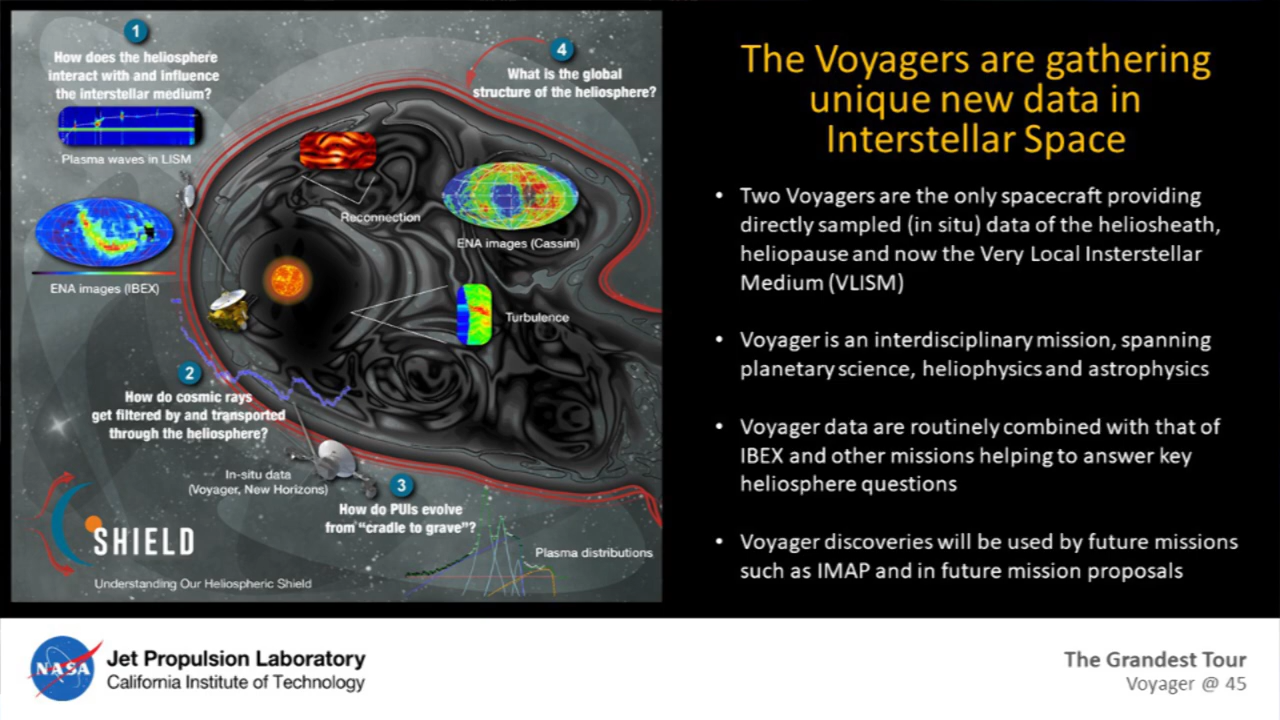 1
How does the heliosphere
interact with and influence
the interstellar medium?
Plasma waves in LISM
ENA images (IBEX)
4
What is the global
structure of the heliosphere?
Reconnection
ENA images (Cassini)
Turbulence
2
How do cosmic rays
get filtered by and transported
through the heliosphere?
In-situ data
(Voyager, New Horizons)
3
How do PUIs evolve
from “cradle to grave”?
Plasma distributions
SHIELD
Understanding Our Heliospheric Shield
The Voyagers are gathering
unique new data in
Interstellar Space
• Two Voyagers are the only spacecraft providing
directly sampled (in situ) data of the heliosheath,
heliopause and now the Very Local Insterstellar
Medium (VLISM)
• Voyager is an interdisciplinary mission, spanning
planetary science, heliophysics and astrophysics
• Voyager data are routinely combined with that of
IBEX and other missions helping to answer key
heliosphere questions
• Voyager discoveries will be used by future missions
such as IMAP and in future mission proposals
NASA
Jet Propulsion Laboratory
California Institute of Technology
The Grandest Tour
Voyager @ 45